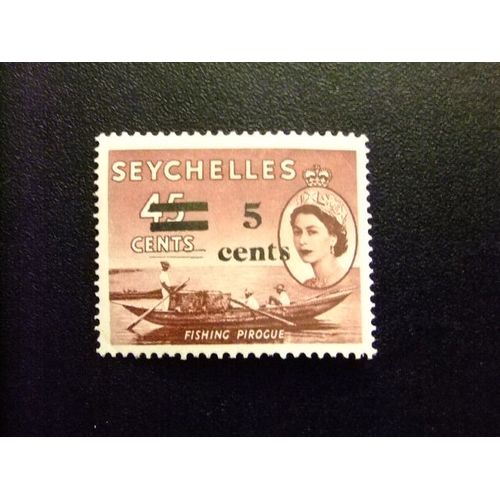 SEYCHELLES
45 5
CENTS cents
FISHING PIROGUE